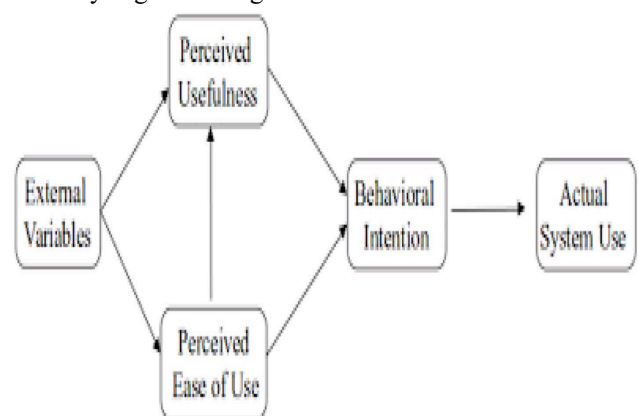 Perceived
Usefulness
External
Variables
Behavioral
Intention
Actual
System Use
Perceived
Ease of Use